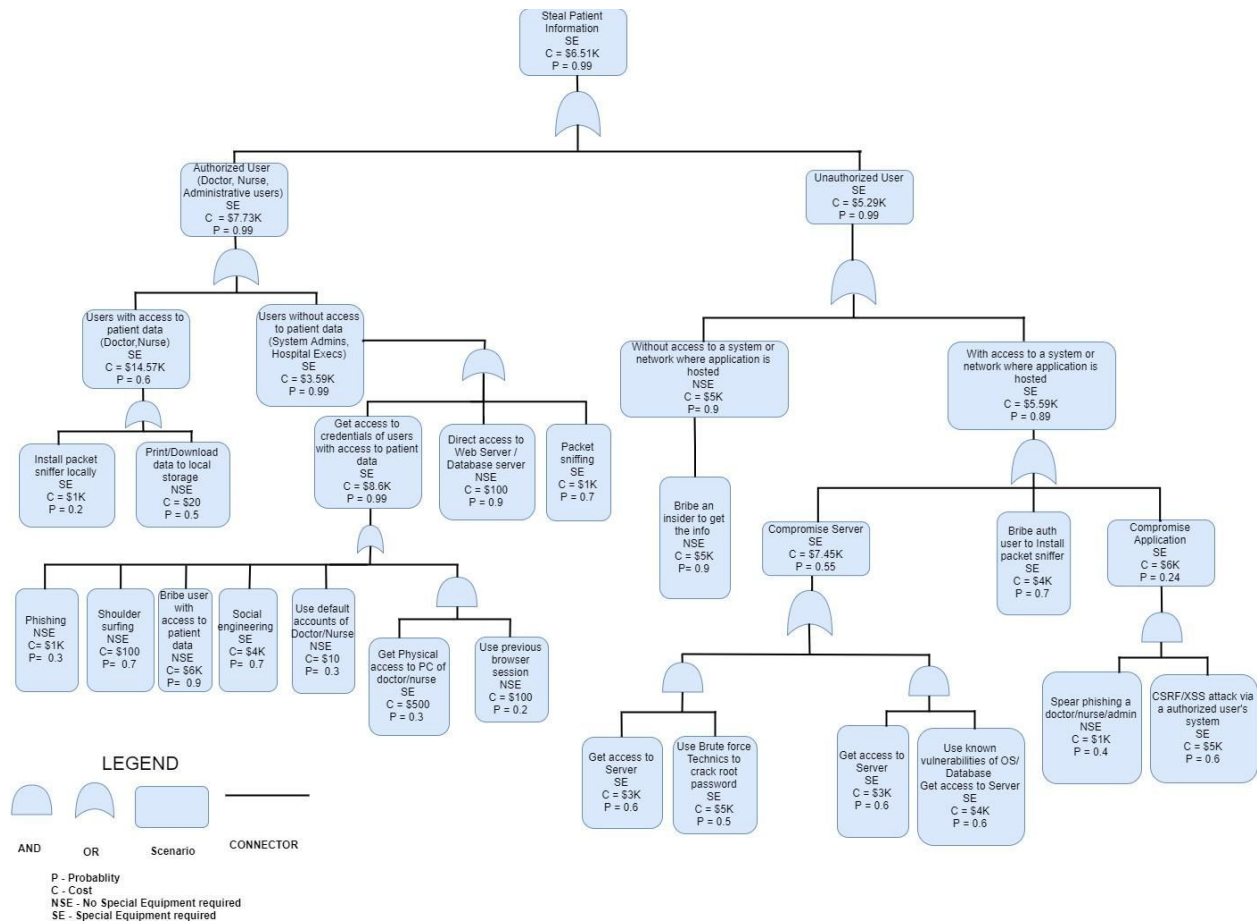 Steal Patient
Information
SE
C = $6.51K
P = 0.99
Authorized User
(Doctor, Nurse,
Administrative users)
SE
C = $7.73K
P = 0.99
Unauthorized User
SE
C = $5.29K
P = 0.99
Users with access to
patient data
(Doctor,Nurse)
SE
C = $14.57K
P = 0.6
Users without access
to patient data
(System Admins,
Hospital Execs)
SE
C = $3.59K
P = 0.99
Without access to a system or
network where application is
hosted
NSE
C = $5K
P= 0.9
With access to a system or
network where application is
hosted
SE
C = $5.59K
P = 0.89
Install packet
sniffer locally
SE
C = $1K
P = 0.2
Print/Download
data to local
storage
NSE
C = $20
P = 0.5
Get access to
credentials of users
with access to patient
data
SE
C = $8.6K
P = 0.99
Direct access to
Web Server /
Database server
NSE
C = $100
P = 0.9
Packet
sniffing
SE
C = $1K
P = 0.7
Bribe an
insider to get
the info
NSE
C = $5K
P= 0.9
Compromise Server
SE
C = $7.45K
P = 0.55
Bribe auth
user to Install
packet sniffer
SE
C = $4K
P = 0.7
Compromise
Application
SE
C = $6K
P = 0.24
Phishing
NSE
C= $1K
P= 0.3
Shoulder
surfing
NSE
C= $100
P= 0.7
Bribe user
with
access to
patient
data
NSE
C= $6K
P= 0.9
Social
engineering
SE
C= $4K
P= 0.7
Use default
accounts of
Doctor/Nurse
NSE
C= $10
P= 0.3
Get Physical
access to PC of
doctor/nurse
SE
C = $500
P = 0.3
Use previous
browser
session
NSE
C = $100
P = 0.2
Get access to
Server
SE
C = $3K
P = 0.6
Use Brute force
Technics to
crack root
password
SE
C = $5K
P = 0.5
Get access to
Server
SE
C = $3K
P = 0.6
Use known
vulnerabilities of OS/
Database
Get access to Server
SE
C = $4K
P = 0.6
Spear phishing a
doctor/nurse/admin
NSE
C = $1K
P = 0.4
CSRF/XSS attack via
a authorized user's
system
SE
C = $5K
P = 0.6
LEGEND
AND
OR
Scenario
CONNECTOR
P - Probablity
C - Cost
NSE - No Special Equipment required
SE - Special Equipment required